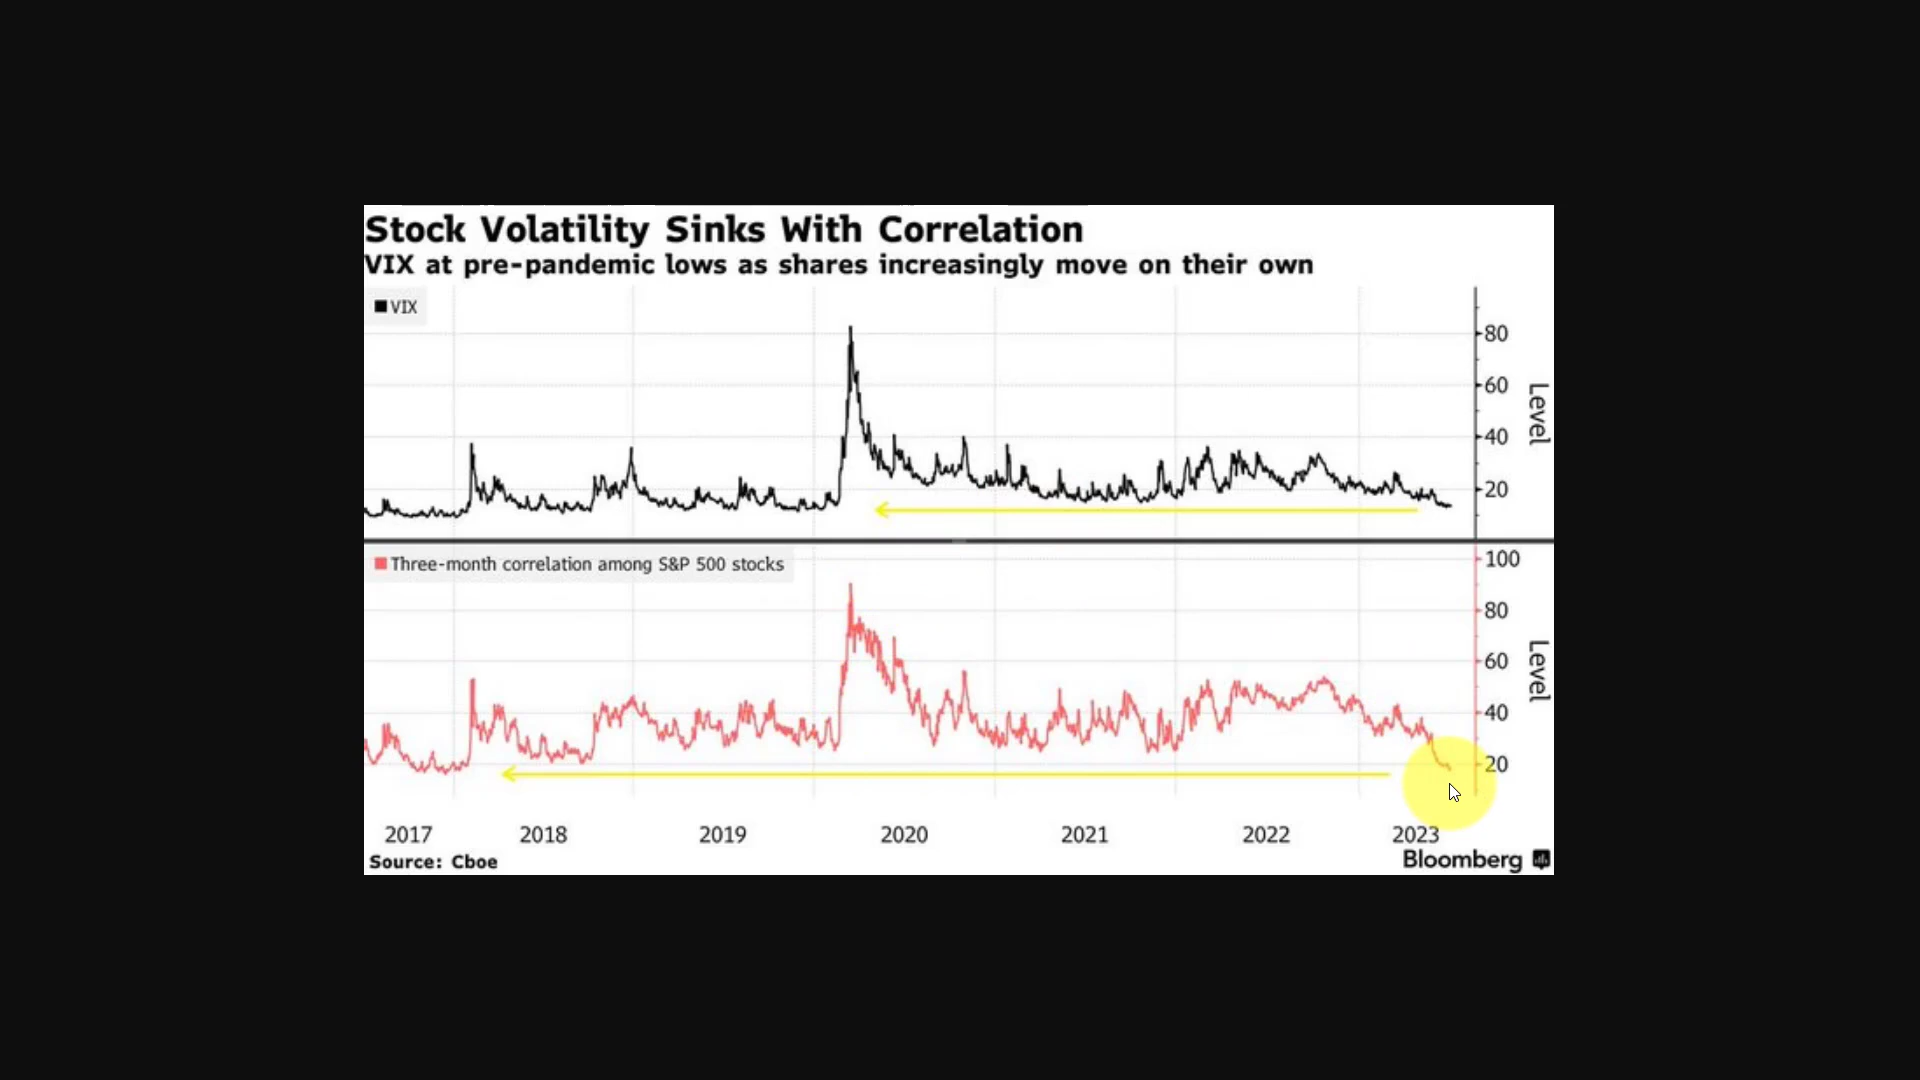 Stock Volatility Sinks With Correlation
VIX at pre-pandemic lows as shares increasingly move on their own
VIX
80
60
40
20
Level
Three-month correlation among S&P 500 stocks
100
80
60
40
20
Level
2017 2018 2019 2020 2021 2022 2023
Source: Cboe
Bloomberg